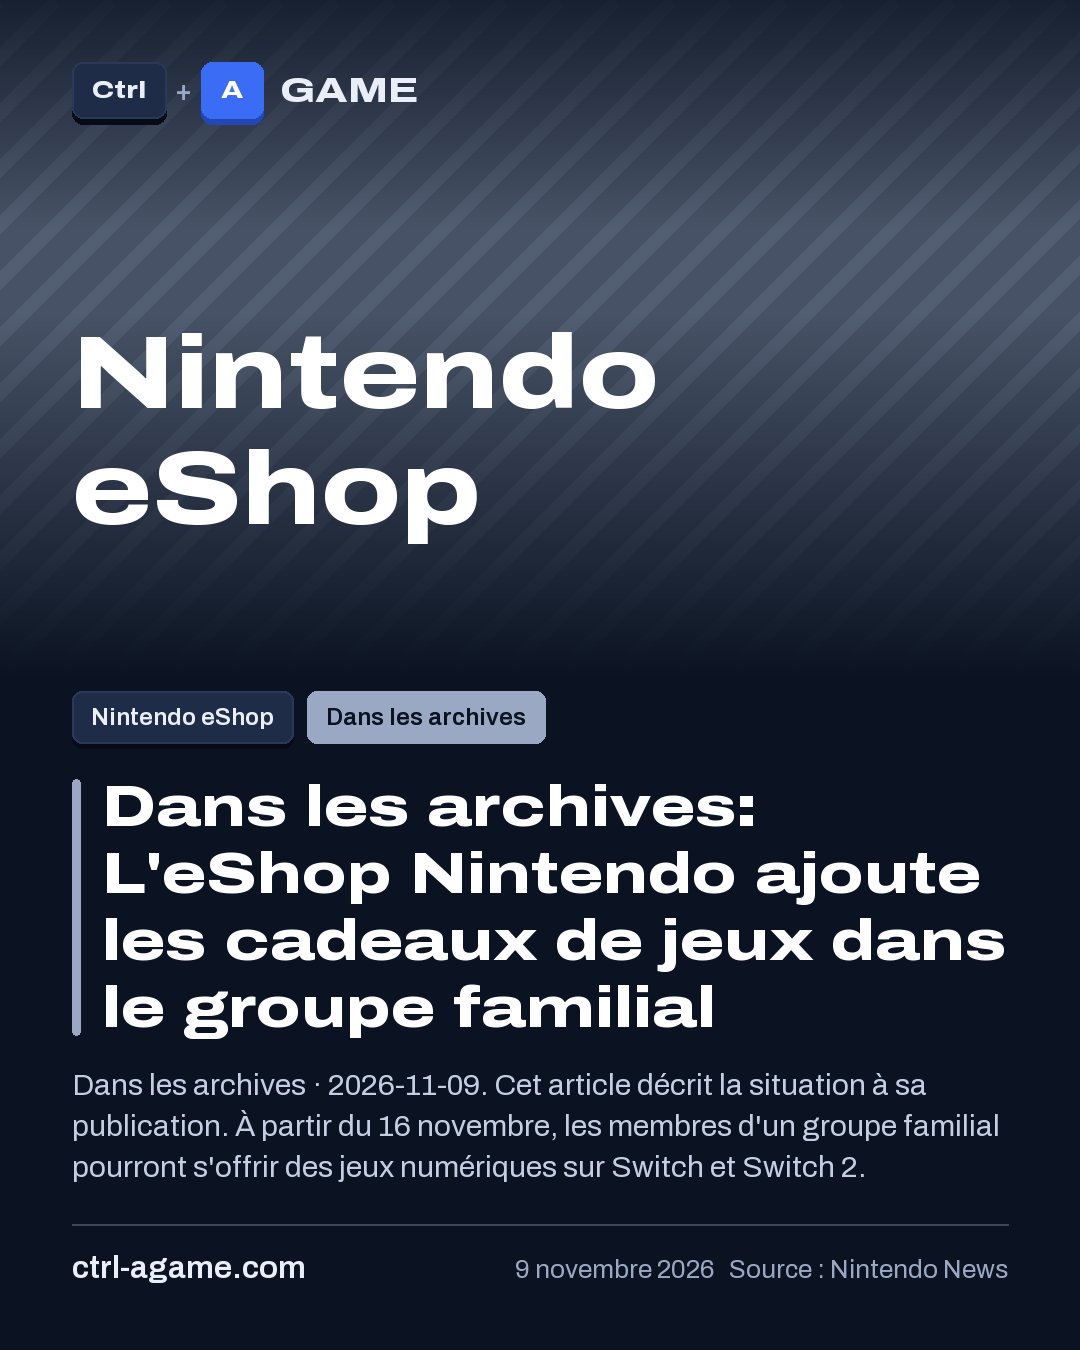 Ctrl + A GAME
Nintendo
eShop
Nintendo eShop Dans les archives
Dans les archives:
L'eShop Nintendo ajoute
les cadeaux de jeux dans
le groupe familial
Dans les archives · 2026-11-09. Cet article décrit la situation à sa
publication. À partir du 16 novembre, les membres d'un groupe familial
pourront s'offrir des jeux numériques sur Switch et Switch 2.
ctrl-agame.com 9 novembre 2026 Source : Nintendo News